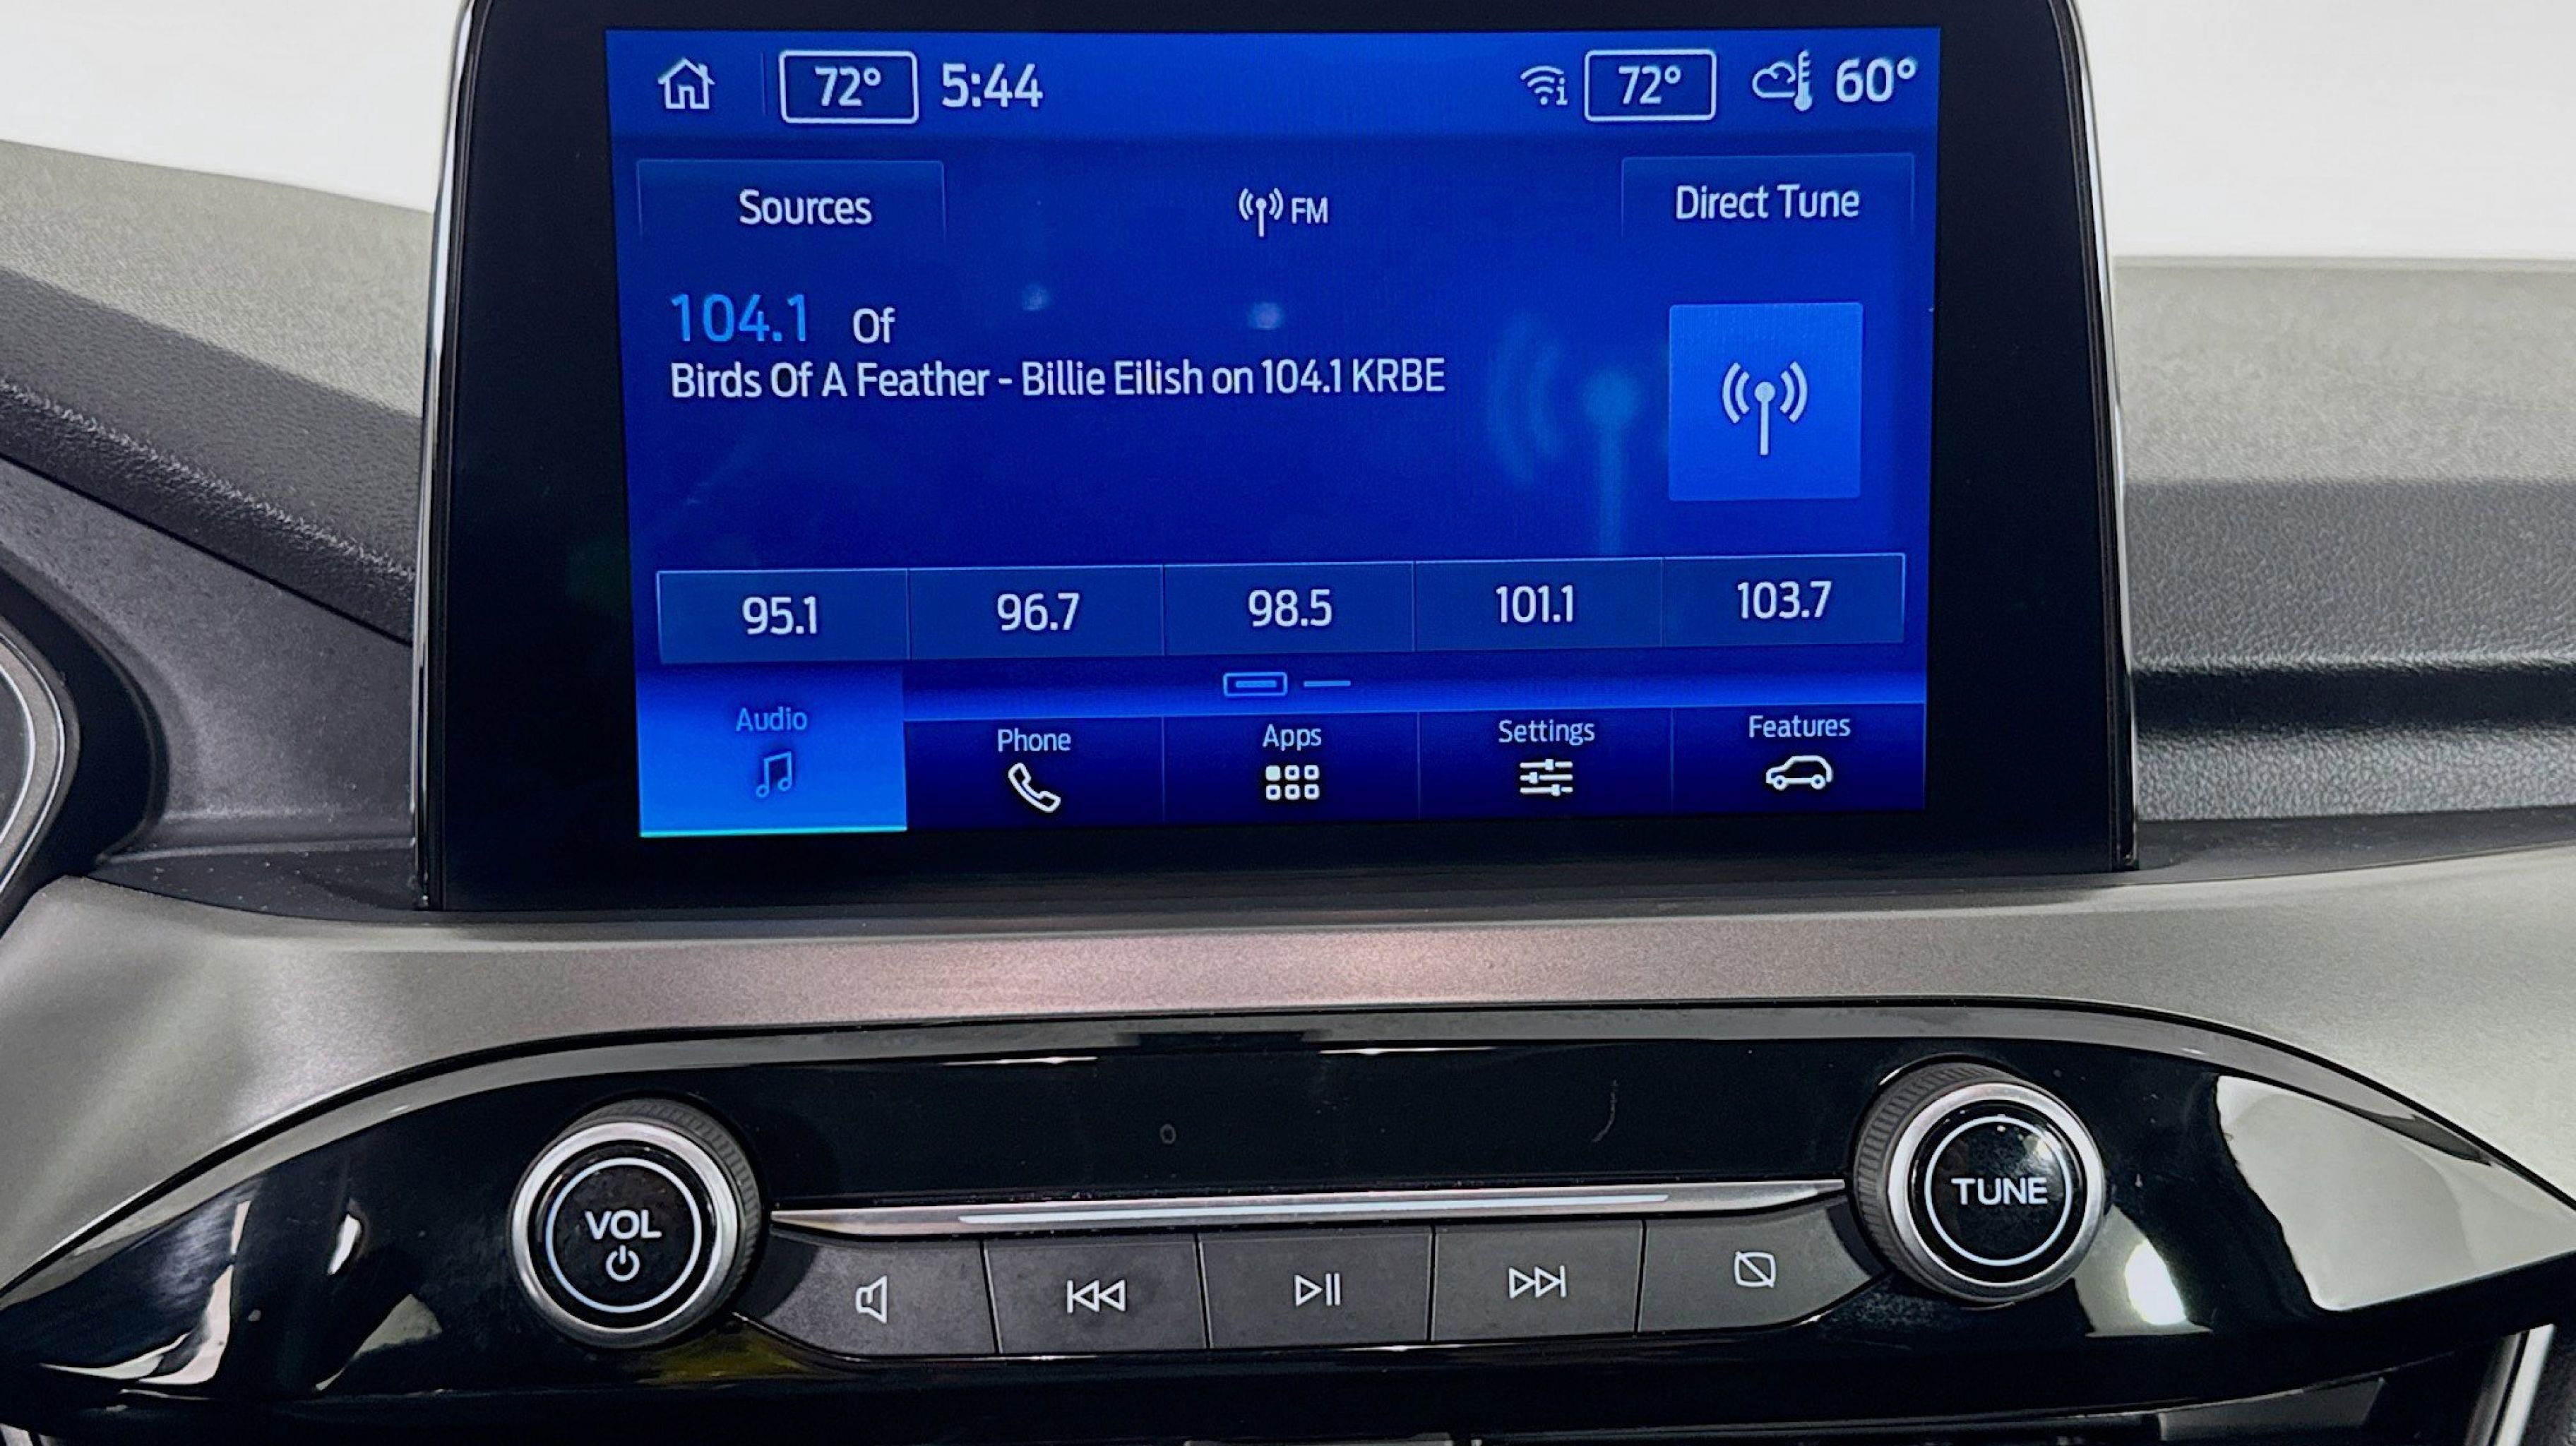 72° 5:44 72° 60°
Sources FM Direct Tune
104.1 Of
Birds Of A Feather - Billie Eilish on 104.1 KRBE
95.1 96.7 98.5 101.1 103.7
Audio Phone Apps Settings Features
VOL TUNE